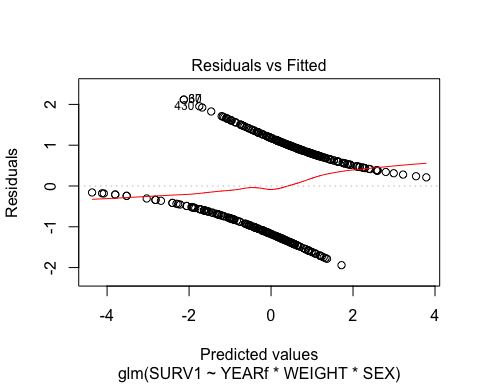 Residuals vs Fitted
Residuals
2
1
0
-1
-2
430
-4
-2
0
2
4
Predicted values
glm(SURV1 ~ YEARf * WEIGHT * SEX)